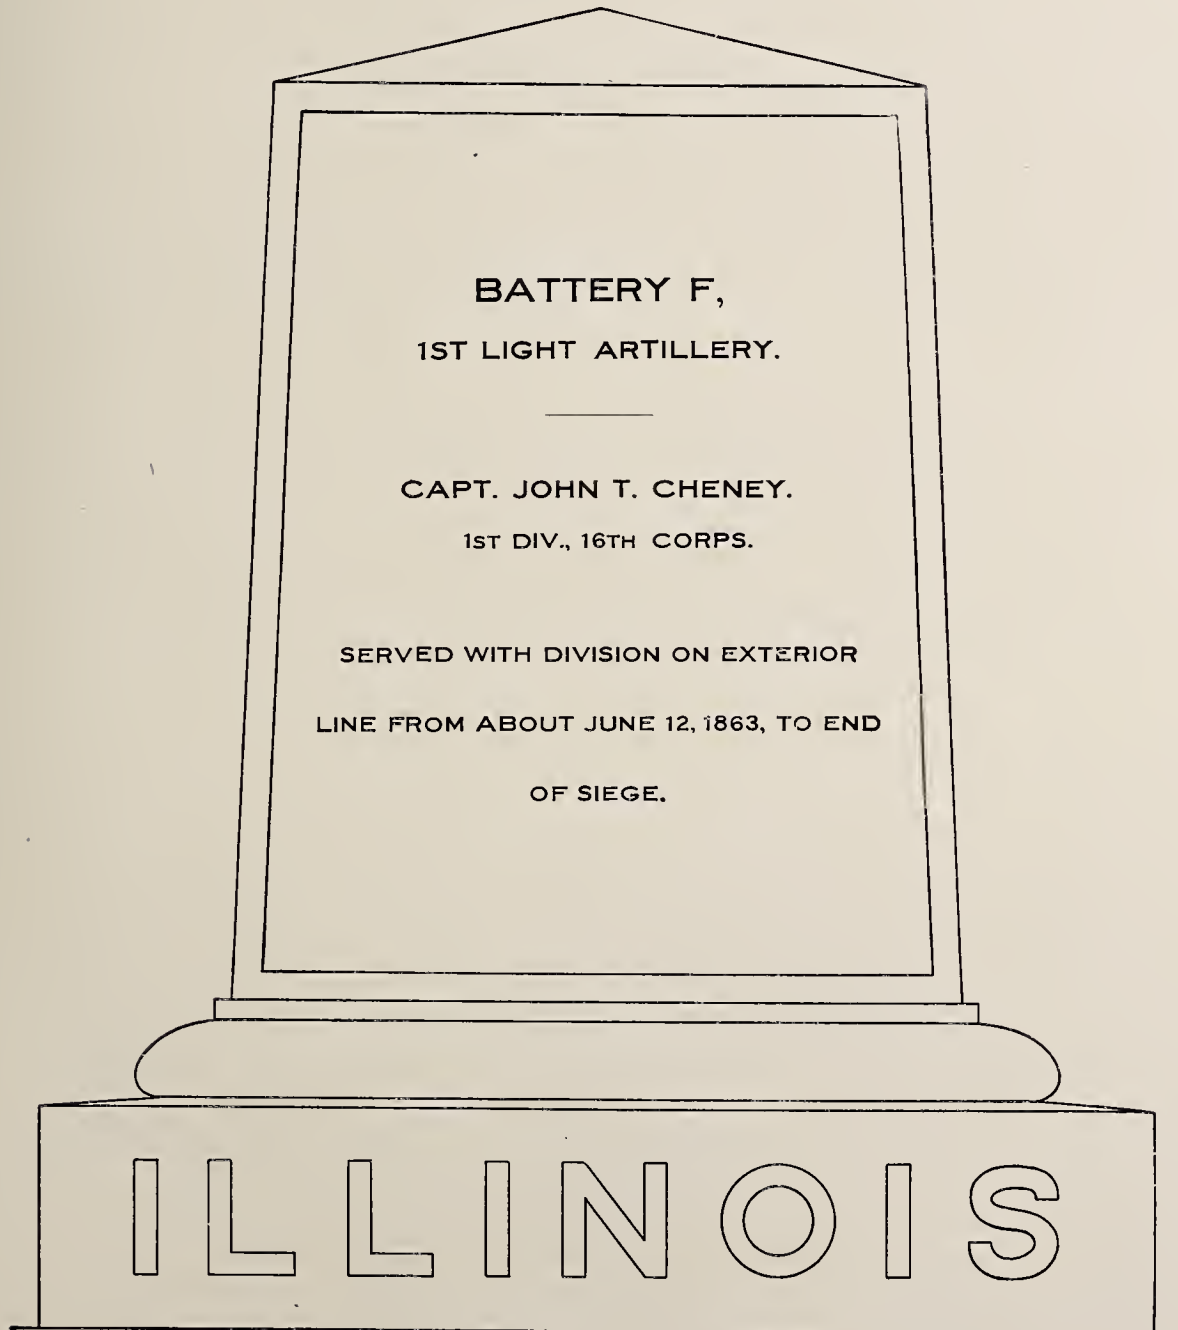 BATTERY F,
1ST LIGHT ARTILLERY.
CAPT. JOHN T. CHENEY.
1ST DIV., 16TH CORPS.
SERVED WITH DIVISION ON EXTERIOR
LINE FROM ABOUT JUNE 12, 1863, TO END
OF SIEGE.
ILLINOIS